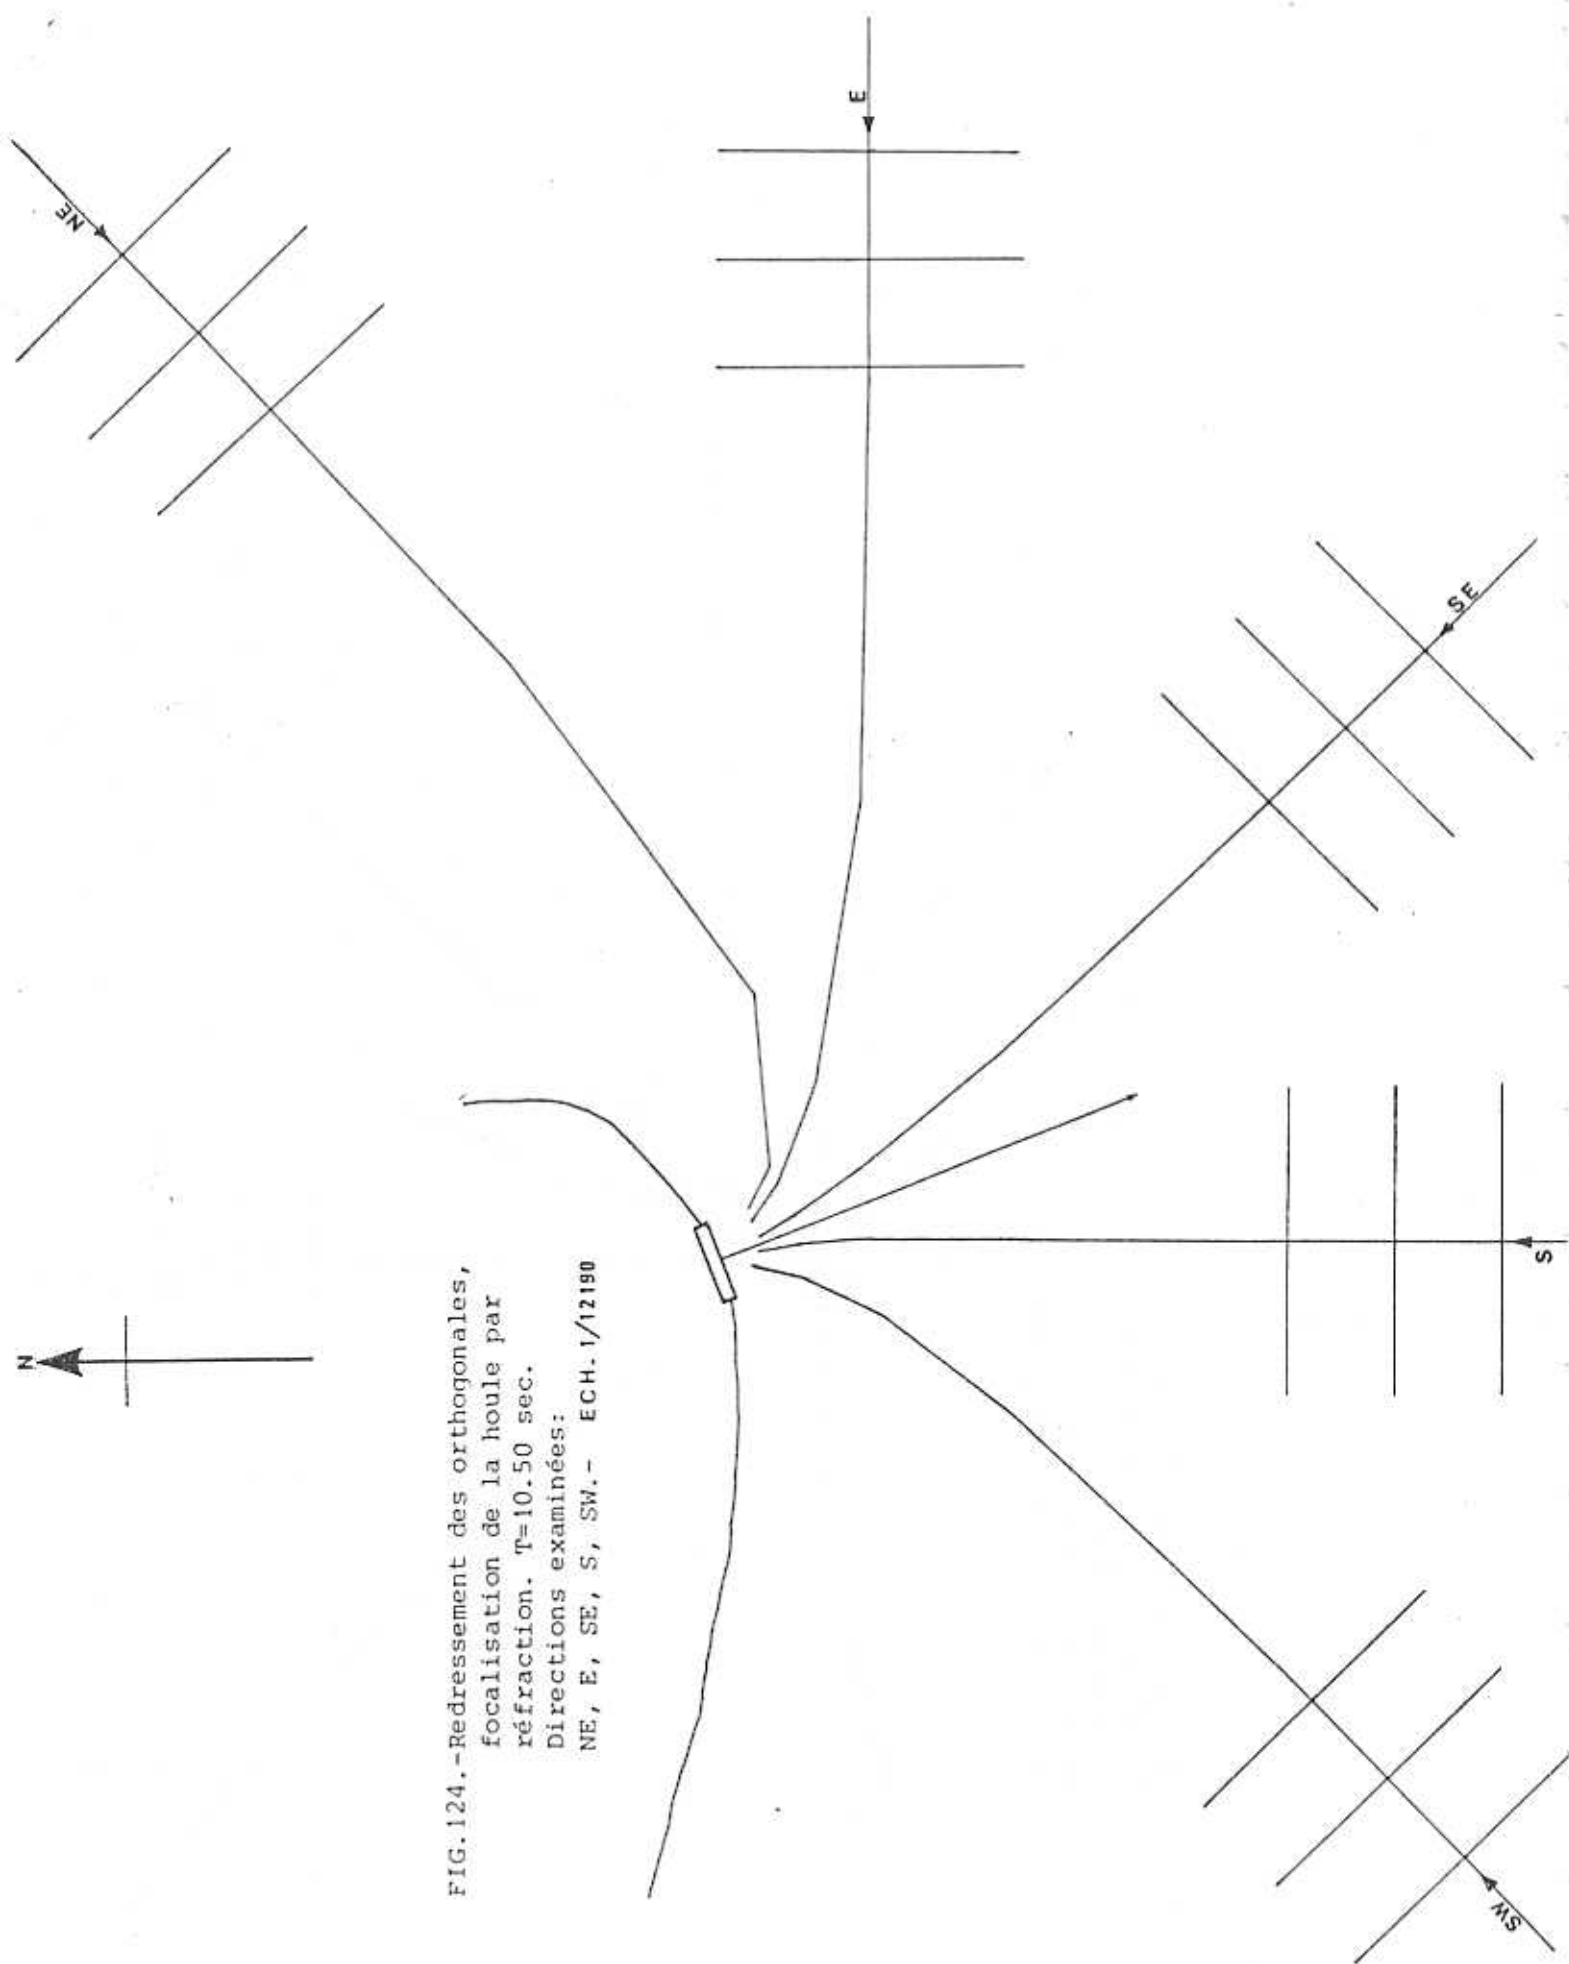 N
FIG.124.-Redressement des orthogonales,
focalisation de la houle par
réfraction. T=10.50 sec.
Directions examinées:
NE, E, SE, S, SW.- ECH.1/12190
NE
E
SE
S
SW